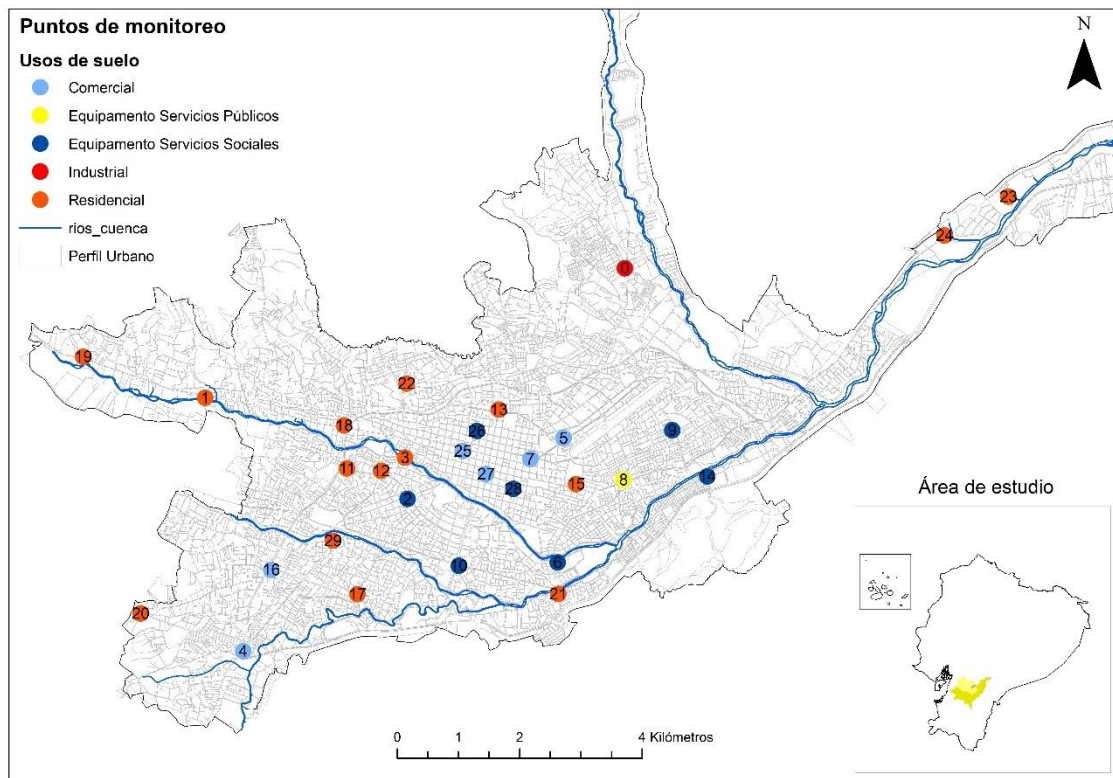 Puntos de monitoreo
Usos de suelo
Comercial
Equipamento Servicios Públicos
Equipamento Servicios Sociales
Industrial
Residencial
rios_cuenca
Perfil Urbano
N
23
24
0
19
1
22
13
18
26
5
9
25
7
3
11
12
27
28
15
8
14
2
29
16
10
6
17
21
20
4
0 1 2 4 Kilómetros
Área de estudio